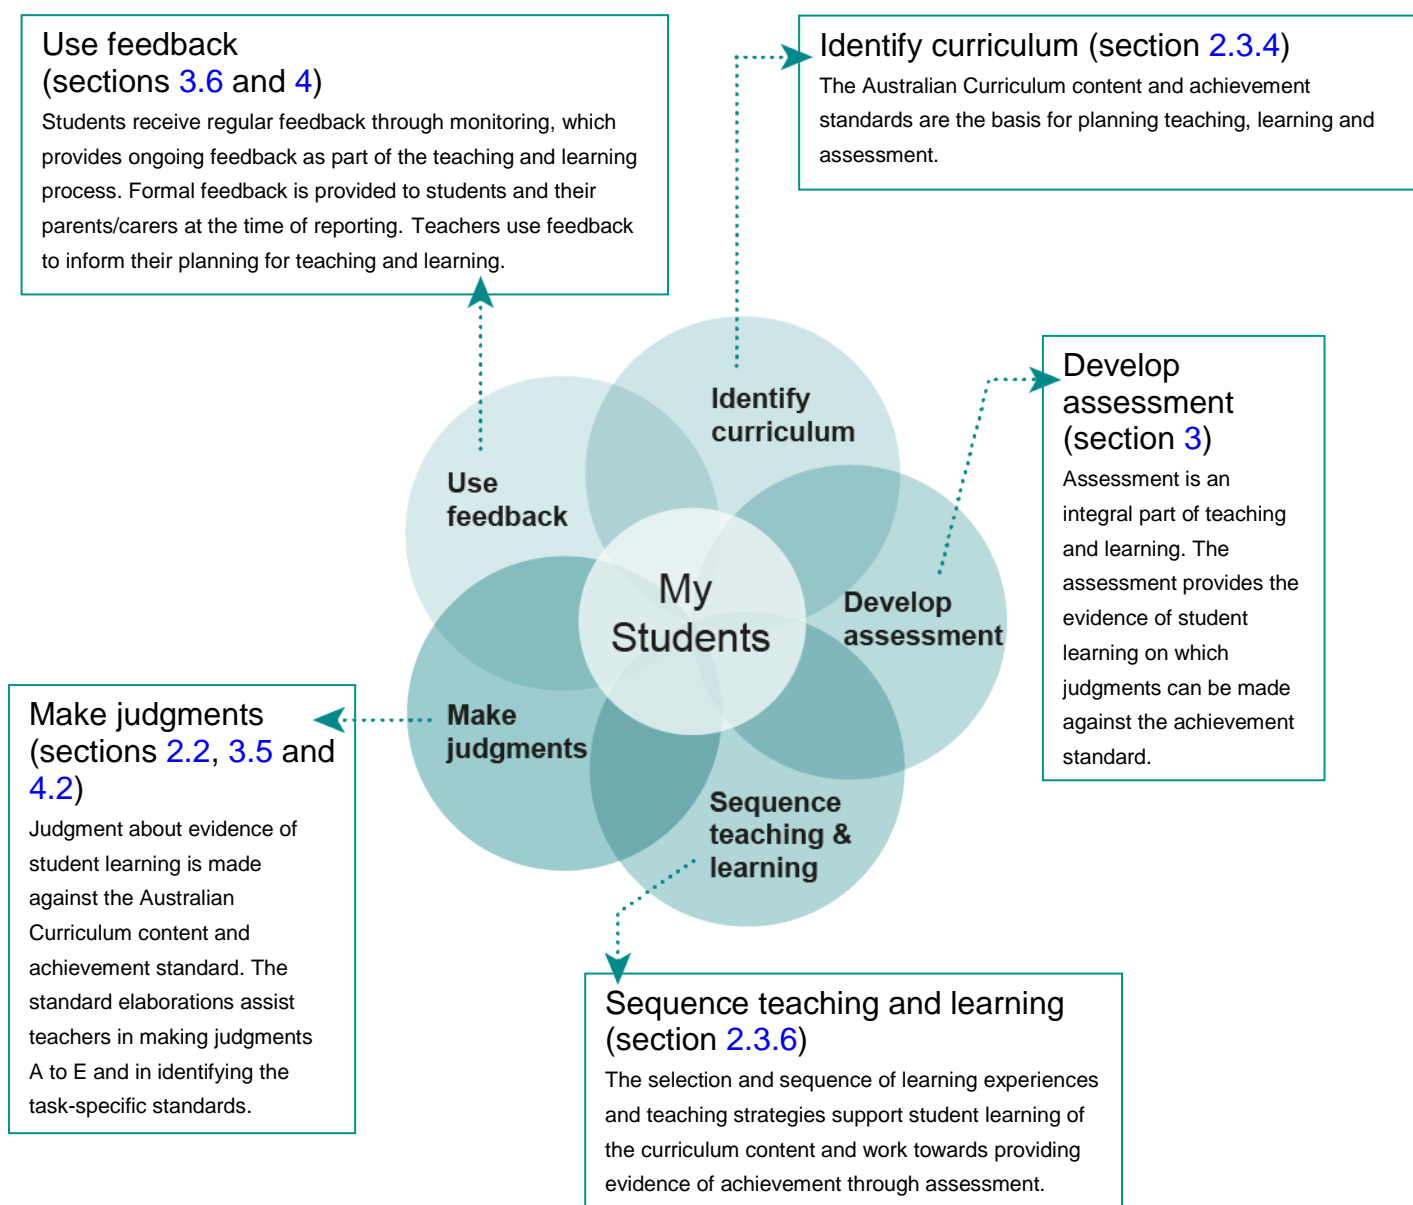 Use feedback
(sections 3.6 and 4)
Students receive regular feedback through monitoring, which
provides ongoing feedback as part of the teaching and learning
process. Formal feedback is provided to students and their
parents/carers at the time of reporting. Teachers use feedback
to inform their planning for teaching and learning.
Identify curriculum (section 2.3.4)
The Australian Curriculum content and achievement
standards are the basis for planning teaching, learning and
assessment.
Develop
assessment
(section 3)
Assessment is an
integral part of teaching
and learning. The
assessment provides the
evidence of student
learning on which
judgments can be made
against the achievement
standard.
Identify
curriculum
Use
feedback
My
Students
Develop
assessment
Make
judgments
Sequence
teaching &
learning
Make judgments
(sections 2.2, 3.5 and
4.2)
Judgment about evidence of
student learning is made
against the Australian
Curriculum content and
achievement standard. The
standard elaborations assist
teachers in making judgments
A to E and in identifying the
task-specific standards.
Sequence teaching and learning
(section 2.3.6)
The selection and sequence of learning experiences
and teaching strategies support student learning of
the curriculum content and work towards providing
evidence of achievement through assessment.